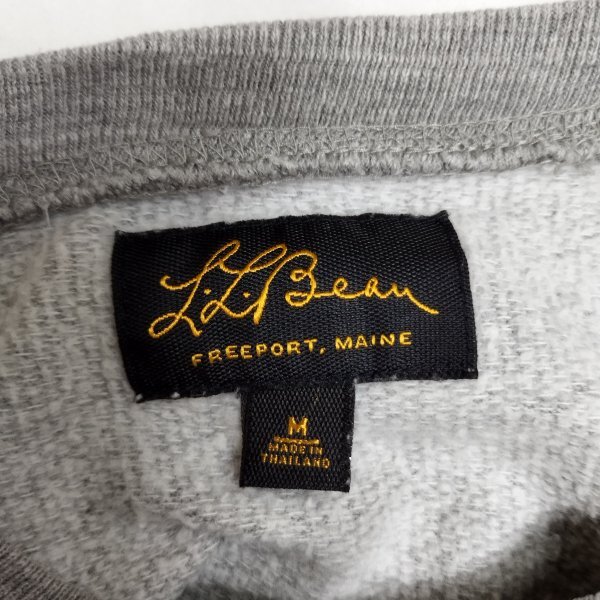 L.L.Bean
FREEPORT, MAINE
M
MADE IN
THAILAND